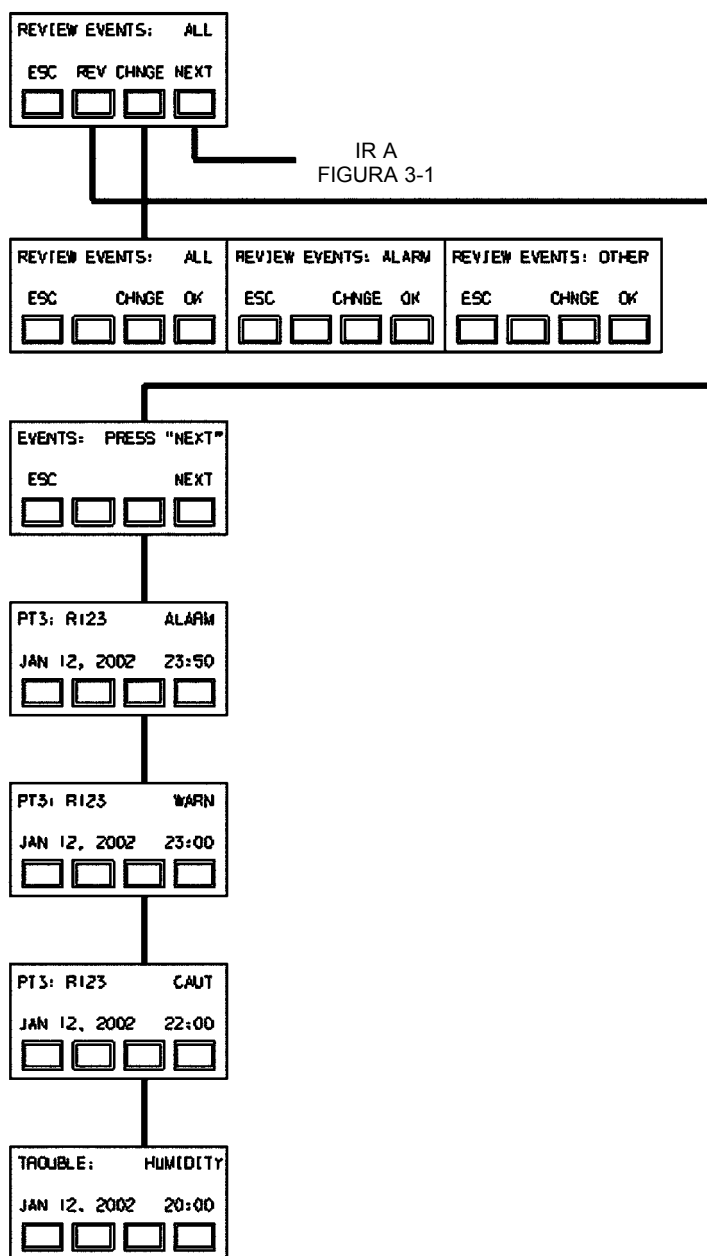 REVIEW EVENTS: ALL
ESC REV CHNGE NEXT
IR A
FIGURA 3-1
REVIEW EVENTS: ALL
ESC CHNGE OK
REVIEW EVENTS: ALARM
ESC CHNGE OK
REVIEW EVENTS: OTHER
ESC CHNGE OK
EVENTS: PRESS "NEXT"
ESC NEXT
PT3: R123 ALARM
JAN 12, 2002 23:50
PT3: R123 WARN
JAN 12, 2002 23:00
PT3: R123 CAUT
JAN 12, 2002 22:00
TROUBLE: HUMIDITY
JAN 12, 2002 20:00